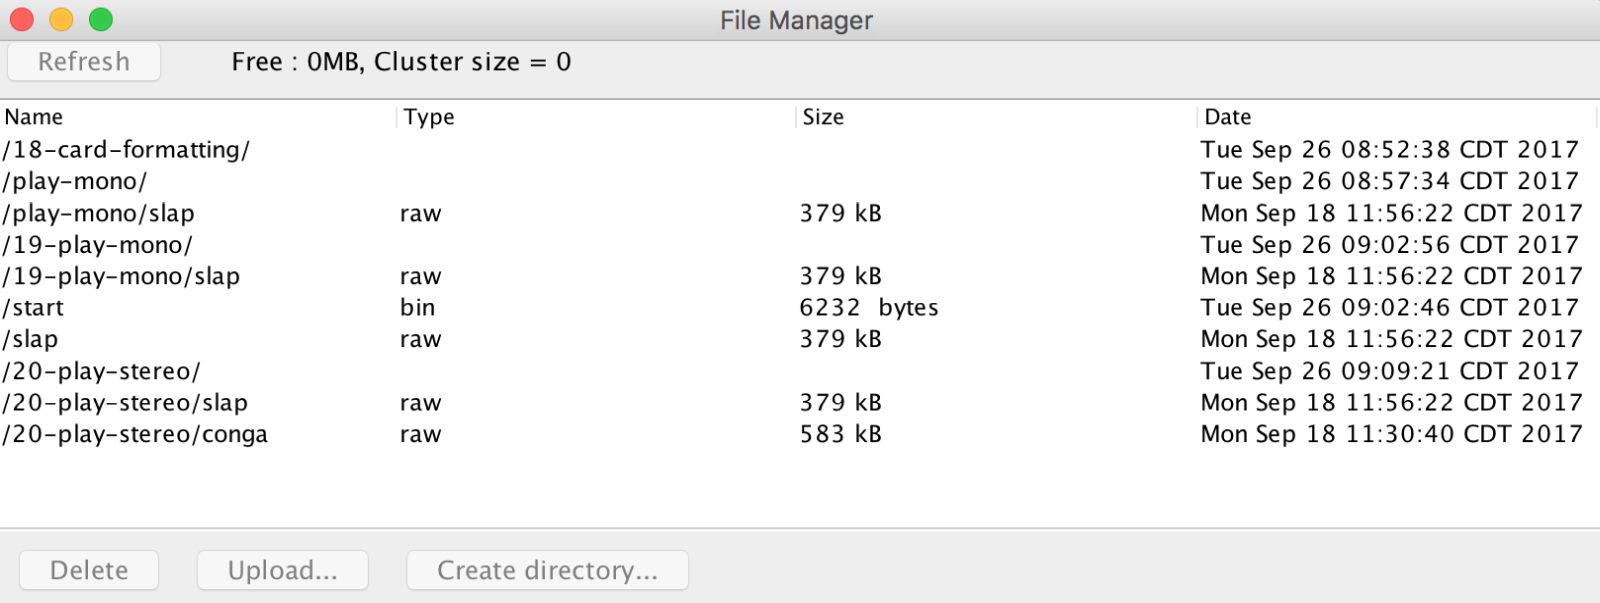 File Manager
Refresh Free : 0MB, Cluster size = 0
Name Type Size Date
/18-card-formatting/ Tue Sep 26 08:52:38 CDT 2017
/play-mono/ Tue Sep 26 08:57:34 CDT 2017
/play-mono/slap raw 379 kB Mon Sep 18 11:56:22 CDT 2017
/19-play-mono/ Tue Sep 26 09:02:56 CDT 2017
/19-play-mono/slap raw 379 kB Mon Sep 18 11:56:22 CDT 2017
/start bin 6232 bytes Tue Sep 26 09:02:46 CDT 2017
/slap raw 379 kB Mon Sep 18 11:56:22 CDT 2017
/20-play-stereo/ Tue Sep 26 09:09:21 CDT 2017
/20-play-stereo/slap raw 379 kB Mon Sep 18 11:56:22 CDT 2017
/20-play-stereo/conga raw 583 kB Mon Sep 18 11:30:40 CDT 2017
Delete Upload... Create directory...